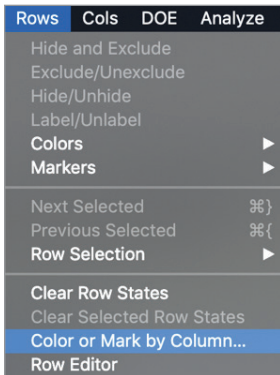 Rows Cols DOE Analyze
Hide and Exclude
Exclude/Unexclude
Hide/Unhide
Label/Unlabel
Colors ▶
Markers ▶
Next Selected ⌘}
Previous Selected ⌘{
Row Selection ▶
Clear Row States
Clear Selected Row States
Color or Mark by Column...
Row Editor